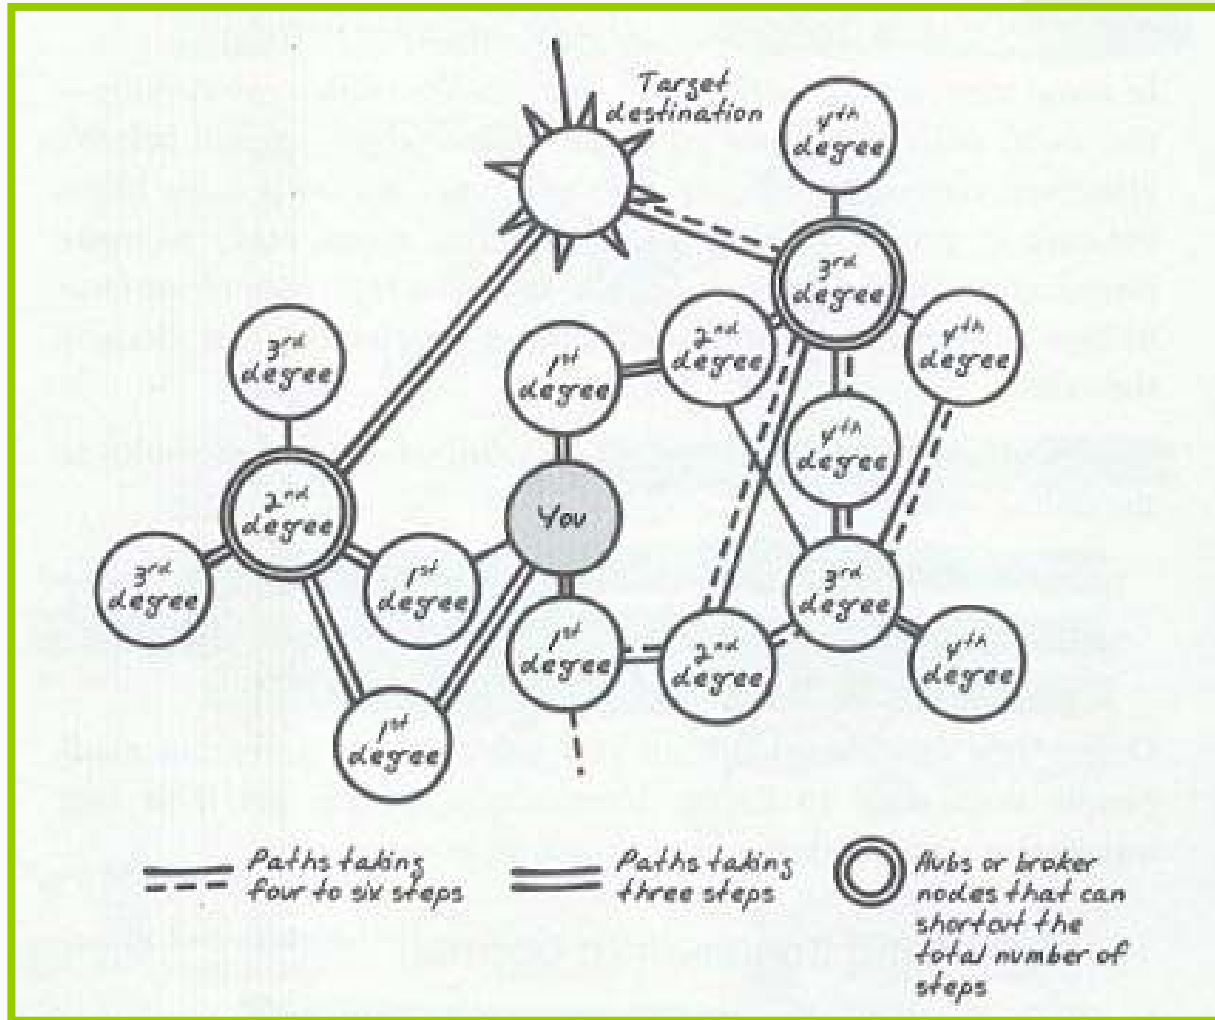 Target
destination
4th
degree
3rd
degree
3rd
degree
1st
degree
2nd
degree
4th
degree
4th
degree
2nd
degree
You
3rd
degree
1st
degree
3rd
degree
1st
degree
2nd
degree
4th
degree
1st
degree
Paths taking
four to six steps
Paths taking
three steps
Hubs or broker
nodes that can
shortcut the
total number of
steps